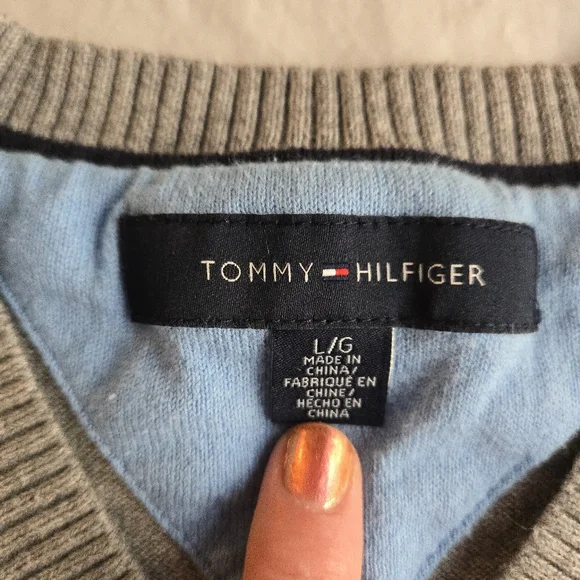 TOMMY HILFIGER
L/G
MADE IN
CHINA/
FABRIQUÉ EN
CHINE/
HECHO EN
CHINA